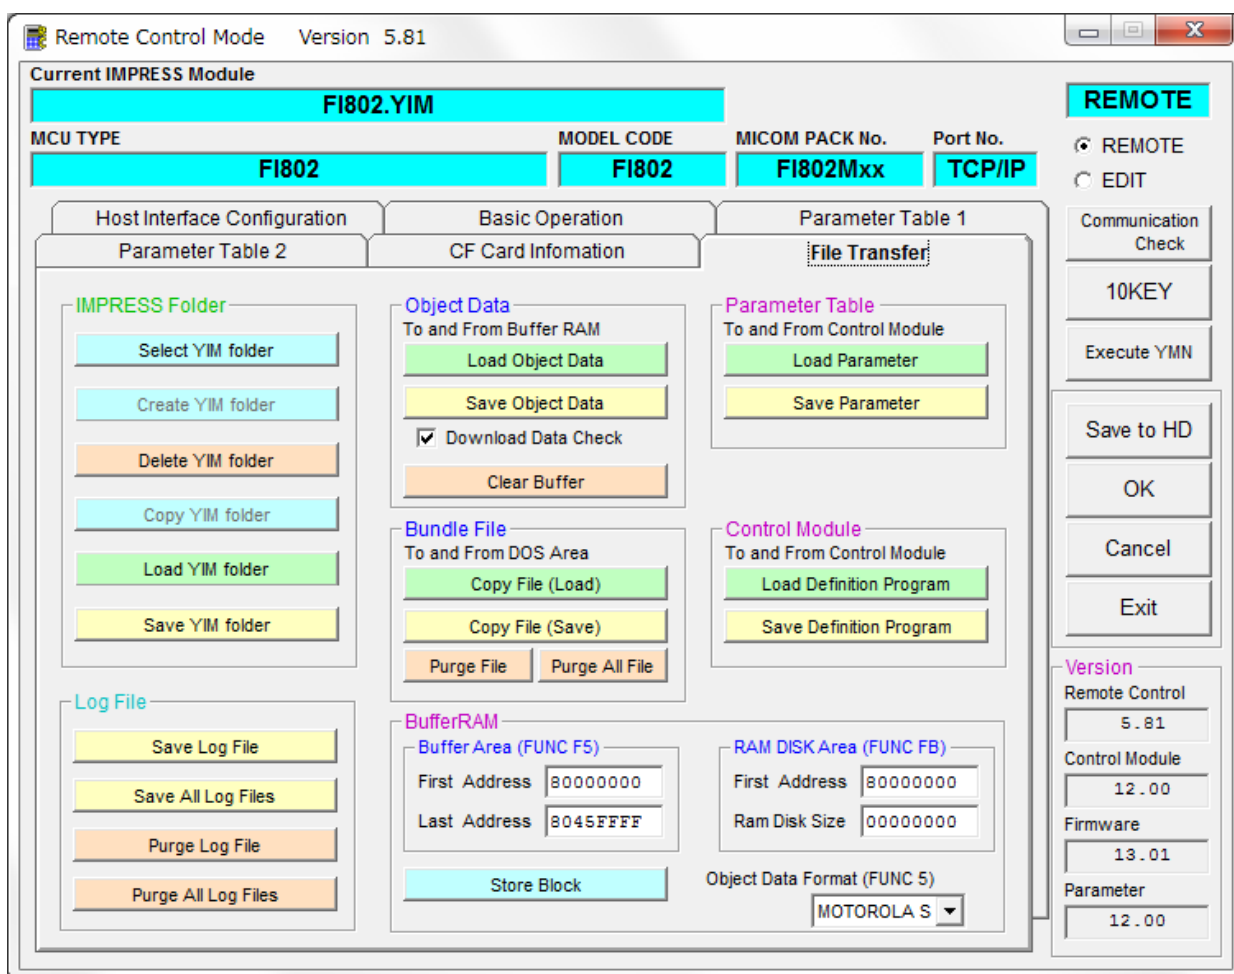 Remote Control Mode Version 5.81
Current IMPRESS Module
FI802.YIM
MCU TYPE
MODEL CODE
MICOM PACK No.
Port No.
FI802
FI802
FI802Mxx
TCP/IP
REMOTE
REMOTE
EDIT
Communication
Check
10KEY
Execute YMN
Save to HD
OK
Cancel
Exit
Host Interface Configuration
Basic Operation
Parameter Table 1
Parameter Table 2
CF Card Infomation
File Transfer
IMPRESS Folder
Select YIM folder
Create YIM folder
Delete YIM folder
Copy YIM folder
Load YIM folder
Save YIM folder
Log File
Save Log File
Save All Log Files
Purge Log File
Purge All Log Files
Object Data
To and From Buffer RAM
Load Object Data
Save Object Data
Download Data Check
Clear Buffer
Bundle File
To and From DOS Area
Copy File (Load)
Copy File (Save)
Purge File
Purge All File
Parameter Table
To and From Control Module
Load Parameter
Save Parameter
Control Module
To and From Control Module
Load Definition Program
Save Definition Program
BufferRAM
Buffer Area (FUNC F5)
First Address 80000000
Last Address 8045FFFF
RAM DISK Area (FUNC FB)
First Address 80000000
Ram Disk Size 00000000
Store Block
Object Data Format (FUNC 5)
MOTOROLA S
Version
Remote Control
5.81
Control Module
12.00
Firmware
13.01
Parameter
12.00